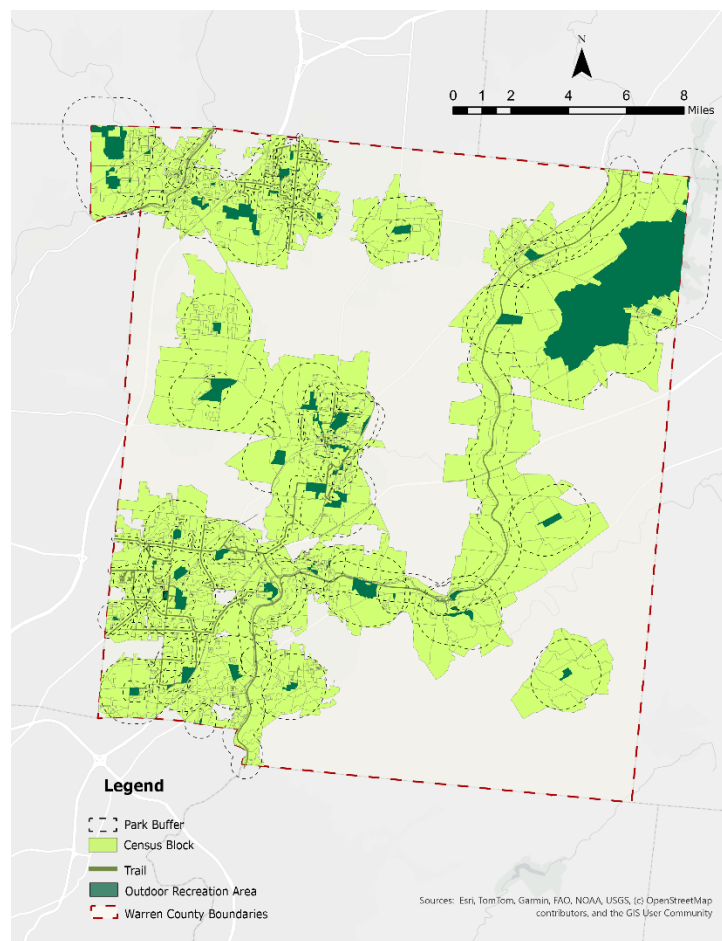 N
0 1 2 4 6 8
Miles
Legend
Park Buffer
Census Block
Trail
Outdoor Recreation Area
Warren County Boundaries
Sources: Esri, TomTom, Garmin, FAO, NOAA, USGS, (c) OpenStreetMap
contributors, and the GIS User Community